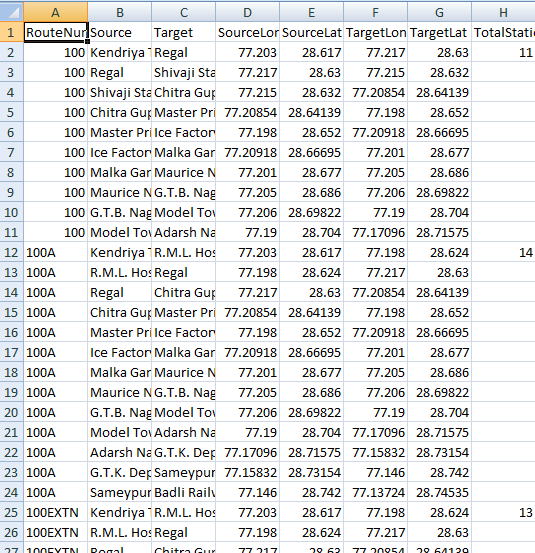 A B C D E F G H
1 RouteNur Source Target SourceLor SourceLat TargetLon TargetLat TotalStati
2 100 Kendriya T Regal 77.203 28.617 77.217 28.63 11
3 100 Regal Shivaji Sta 77.217 28.63 77.215 28.632
4 100 Shivaji Sta Chitra Gup 77.215 28.632 77.20854 28.64139
5 100 Chitra Gup Master Pri 77.20854 28.64139 77.198 28.652
6 100 Master Pri Ice Factory 77.198 28.652 77.20918 28.66695
7 100 Ice Factory Malka Gar 77.20918 28.66695 77.201 28.677
8 100 Malka Gar Maurice N 77.201 28.677 77.205 28.686
9 100 Maurice N G.T.B. Nag 77.205 28.686 77.206 28.69822
10 100 G.T.B. Nag Model Tow 77.206 28.69822 77.19 28.704
11 100 Model Tow Adarsh Na 77.19 28.704 77.17096 28.71575
12 100A Kendriya T R.M.L. Hos 77.203 28.617 77.198 28.624 14
13 100A R.M.L. Hos Regal 77.198 28.624 77.217 28.63
14 100A Regal Chitra Gup 77.217 28.63 77.20854 28.64139
15 100A Chitra Gup Master Pri 77.20854 28.64139 77.198 28.652
16 100A Master Pri Ice Factory 77.198 28.652 77.20918 28.66695
17 100A Ice Factory Malka Gar 77.20918 28.66695 77.201 28.677
18 100A Malka Gar Maurice N 77.201 28.677 77.205 28.686
19 100A Maurice N G.T.B. Nag 77.205 28.686 77.206 28.69822
20 100A G.T.B. Nag Model Tow 77.206 28.69822 77.19 28.704
21 100A Model Tow Adarsh Na 77.19 28.704 77.17096 28.71575
22 100A Adarsh Na G.T.K. Dep 77.17096 28.71575 77.15832 28.73154
23 100A G.T.K. Dep Sameypur 77.15832 28.73154 77.146 28.742
24 100A Sameypur Badli Railw 77.146 28.742 77.13724 28.74535
25 100EXTN Kendriya T R.M.L. Hos 77.203 28.617 77.198 28.624 13
26 100EXTN R.M.L. Hos Regal 77.198 28.624 77.217 28.63
27 100EXTN Regal Chitra Gup 77.217 28.63 77.20854 28.64139